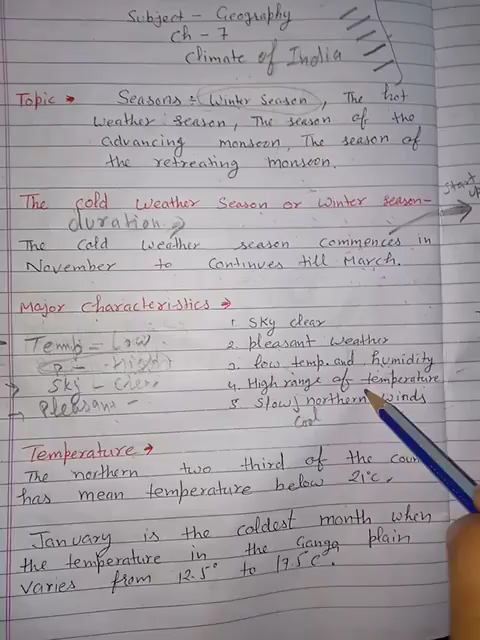 Subject - Geography
Ch - 7
Climate of India
Topic → Seasons: Winter Season, The hot
weather season, The season of the
advancing monsoon, The season of
the retreating monsoon.
The cold Weather Season or Winter season-
duration
start up
The cold weather season commences in
November to continues till March.
Major characteristics →
1. Sky clear
Temp - Low
2. pleasant weather
- High
3. low temp. and humidity
→ Sky - Clear
4. High range of temperature
→ pleasant -
5. Slow, northern winds
Cool
Temperature →
The northern two third of the coun
has mean temperature below 21°c.
January is the coldest month when
the temperature in the Ganga plain
varies from 12.5° to 17.5°c.